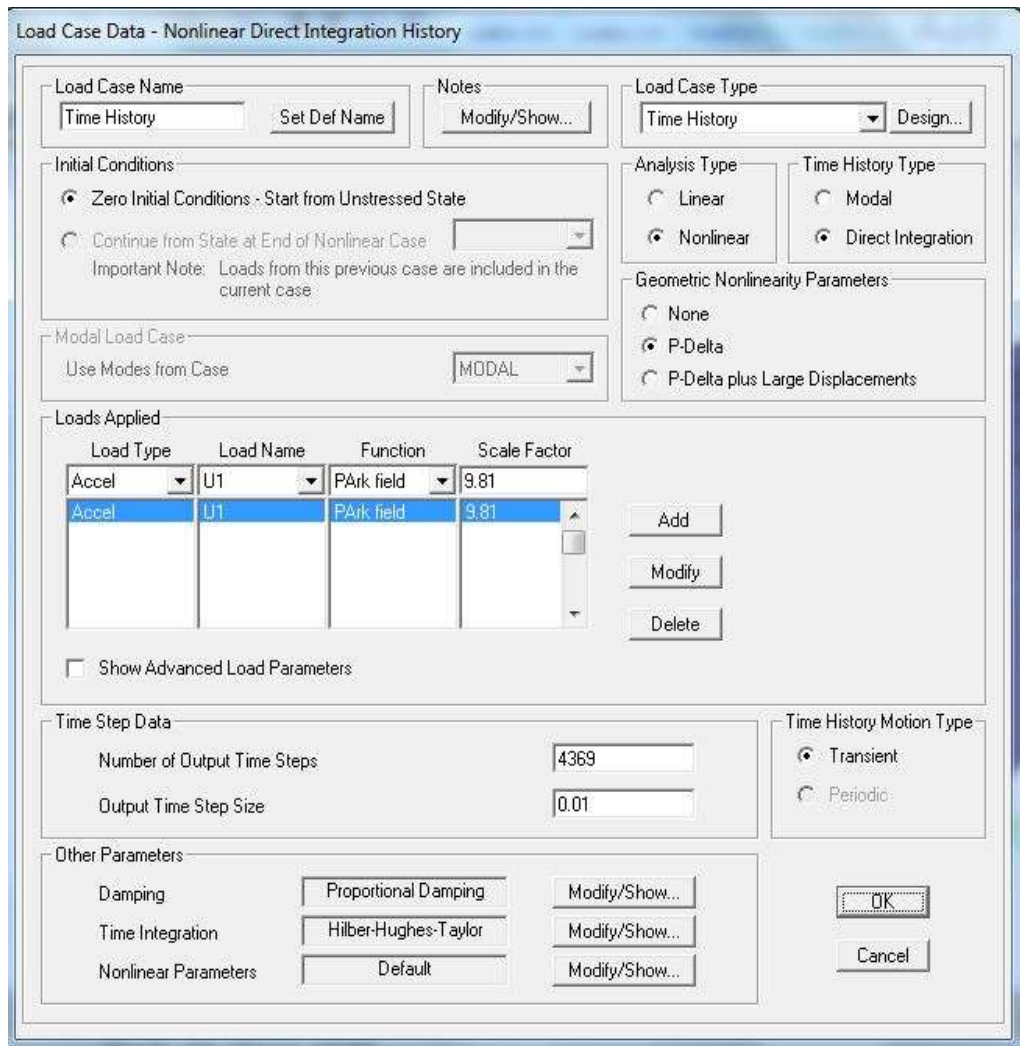 Load Case Data - Nonlinear Direct Integration History
Load Case Name
Time History
Set Def Name
Notes
Modify/Show...
Load Case Type
Time History
Design...
Initial Conditions
Zero Initial Conditions - Start from Unstressed State
Continue from State at End of Nonlinear Case
Important Note: Loads from this previous case are included in the
current case
Analysis Type
Linear
Nonlinear
Time History Type
Modal
Direct Integration
Geometric Nonlinearity Parameters
None
P-Delta
P-Delta plus Large Displacements
Modal Load Case
Use Modes from Case
MODAL
Loads Applied
Load Type Load Name Function Scale Factor
Accel U1 PArk field 9.81
Accel U1 PArk field 9.81
Add
Modify
Delete
Show Advanced Load Parameters
Time Step Data
Number of Output Time Steps 4369
Output Time Step Size 0.01
Time History Motion Type
Transient
Periodic
Other Parameters
Damping Proportional Damping Modify/Show...
Time Integration Hilber-Hughes-Taylor Modify/Show...
Nonlinear Parameters Default Modify/Show...
OK
Cancel